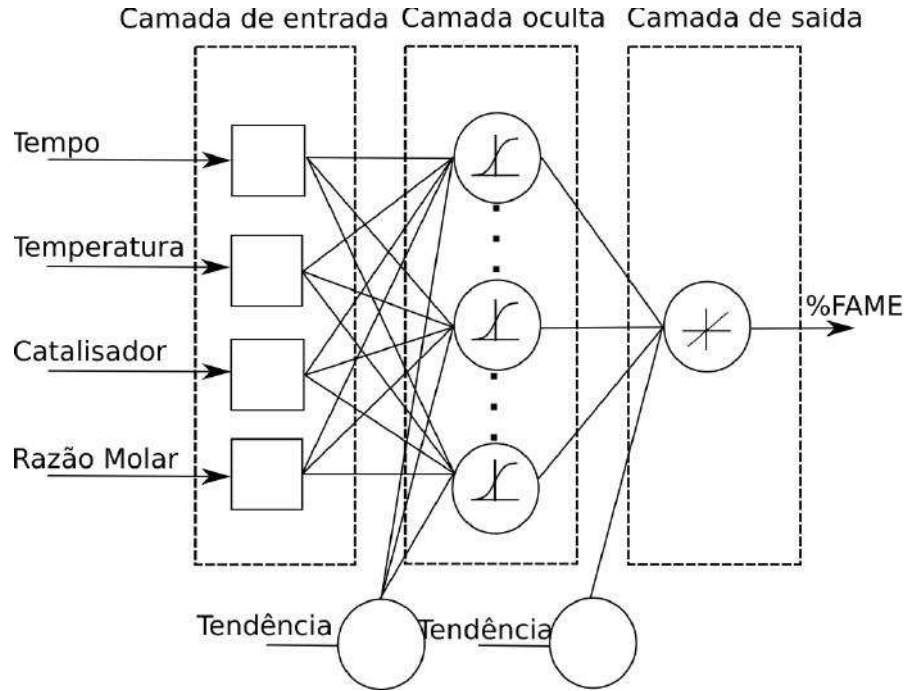 Camada de entrada
Camada oculta
Camada de saida
Tempo
Temperatura
Catalisador
Razão Molar
%FAME
Tendência
Tendência